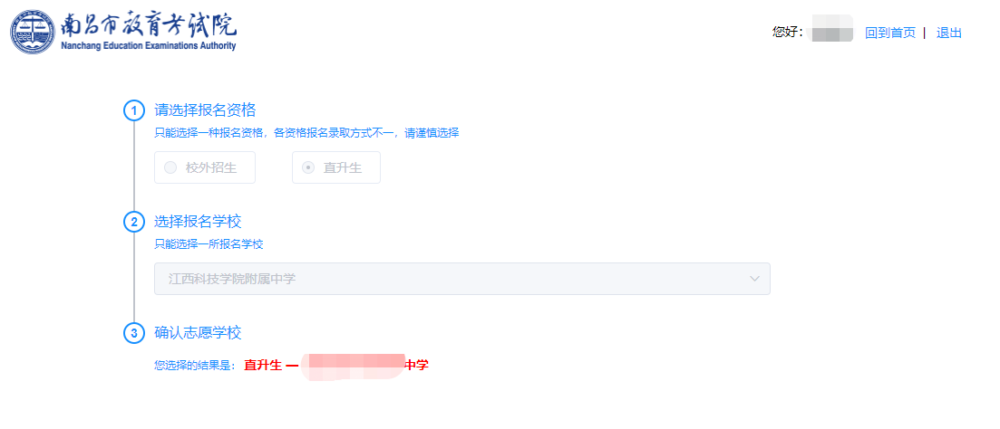 南昌市教育考试院
Nanchang Education Examinations Authority
您好： 回到首页 | 退出
1 请选择报名资格
只能选择一种报名资格，各资格报名录取方式不一，请谨慎选择
校外招生 直升生
2 选择报名学校
只能选择一所报名学校
江西科技学院附属中学
3 确认志愿学校
您选择的结果是： 直升生 — 中学